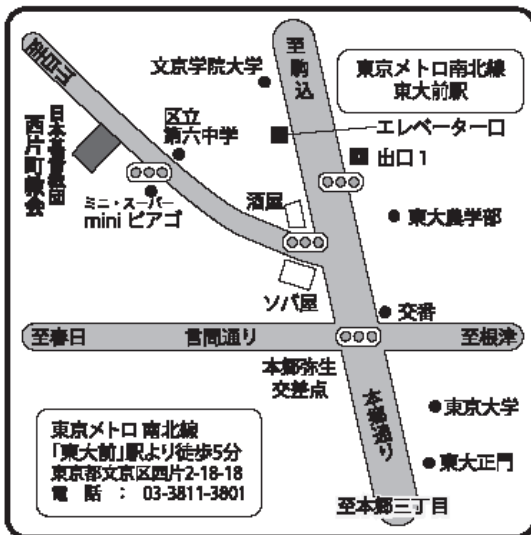 至白山
至駒込
文京学院大学
東京メトロ南北線
東大前駅
エレベーター口
出口1
日本基督教団
西片町教会
区立
第六中学
ミニ・スーパー
mini ピアゴ
酒屋
東大農学部
ソバ屋
交番
至春日
言問通り
至根津
本郷弥生
交差点
本郷通り
東京大学
東大正門
至本郷三丁目
東京メトロ 南北線
「東大前」駅より徒歩5分
東京都文京区西片2-18-18
電 話 : 03-3811-3801